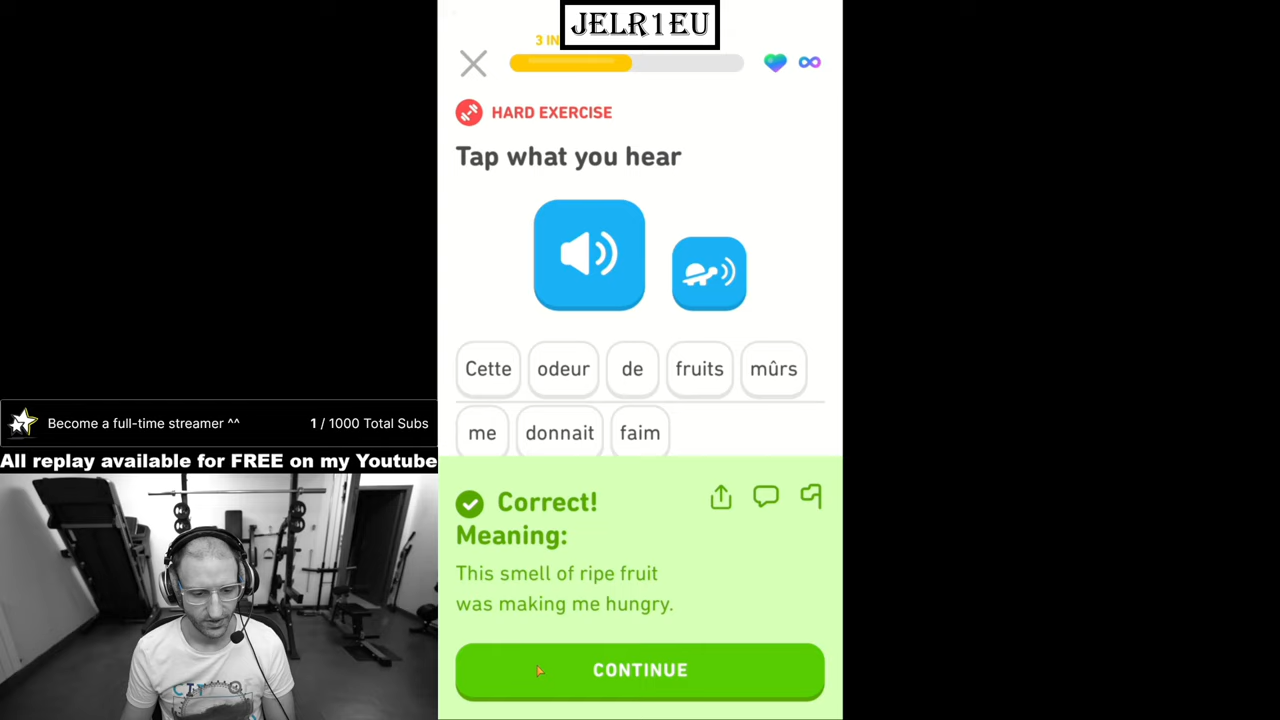 JELR1EU
3 IN
HARD EXERCISE
Tap what you hear
Cette odeur de fruits mûrs
me donnait faim
Become a full-time streamer ^^ 1 / 1000 Total Subs
All replay available for FREE on my Youtube
Correct!
Meaning:
This smell of ripe fruit
was making me hungry.
CONTINUE